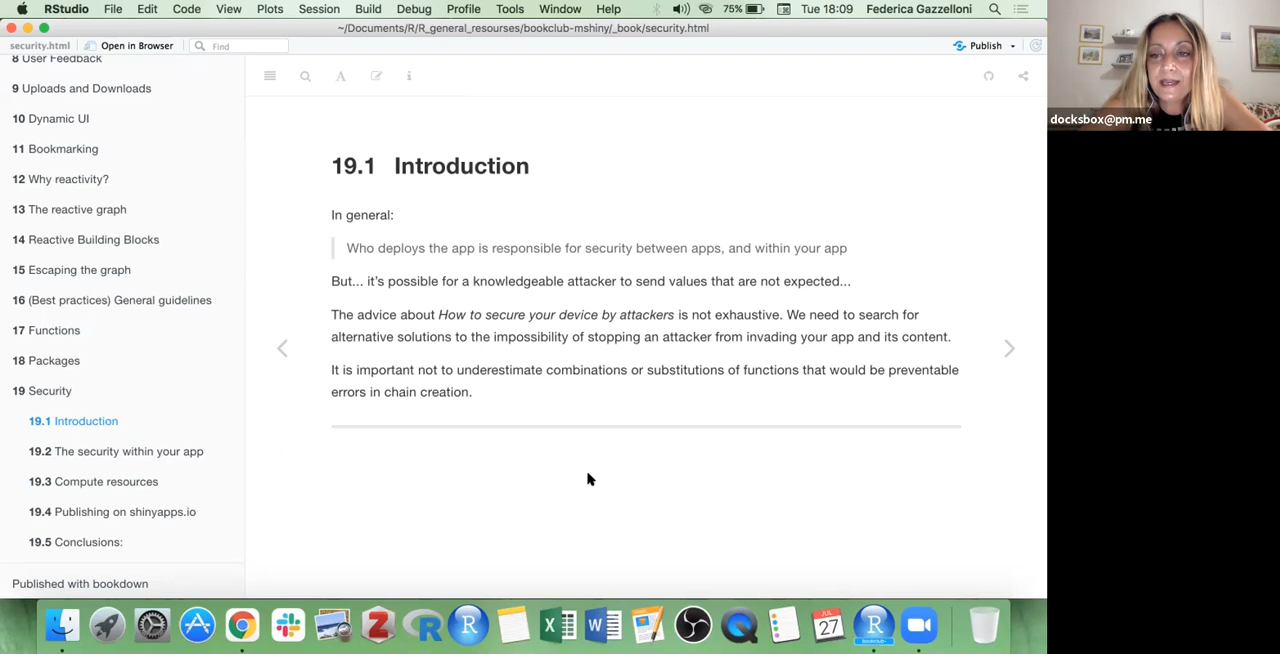 RStudio File Edit Code View Plots Session Build Debug Profile Tools Window Help 75% Tue 18:09 Federica Gazzelloni
~/Documents/R/R_general_resourses/bookclub-mshiny/_book/security.html
security.html Open in Browser Find Publish
8 User Feedback
9 Uploads and Downloads
10 Dynamic UI
11 Bookmarking
12 Why reactivity?
13 The reactive graph
14 Reactive Building Blocks
15 Escaping the graph
16 (Best practices) General guidelines
17 Functions
18 Packages
19 Security
19.1 Introduction
19.2 The security within your app
19.3 Compute resources
19.4 Publishing on shinyapps.io
19.5 Conclusions:
Published with bookdown
A i
19.1 Introduction
In general:
Who deploys the app is responsible for security between apps, and within your app
But... it's possible for a knowledgeable attacker to send values that are not expected...
The advice about How to secure your device by attackers is not exhaustive. We need to search for
alternative solutions to the impossibility of stopping an attacker from invading your app and its content.
It is important not to underestimate combinations or substitutions of functions that would be preventable
errors in chain creation.
docksbox@pm.me
Z R R X W JUL 27 R
bookclub-